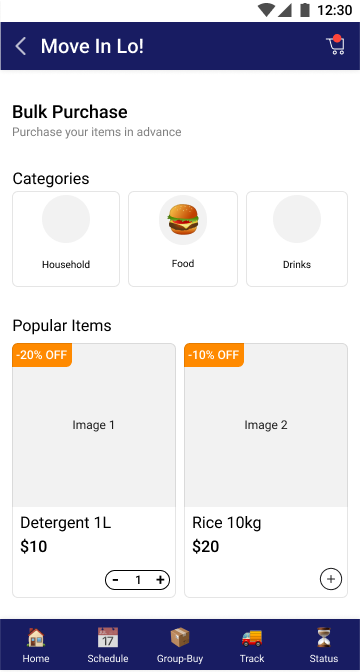 12:30
Move In Lo!
Bulk Purchase
Purchase your items in advance
Categories
Household Food Drinks
Popular Items
-20% OFF -10% OFF
Image 1 Image 2
Detergent 1L Rice 10kg
$10 $20
- 1 + +
17
Home Schedule Group-Buy Track Status